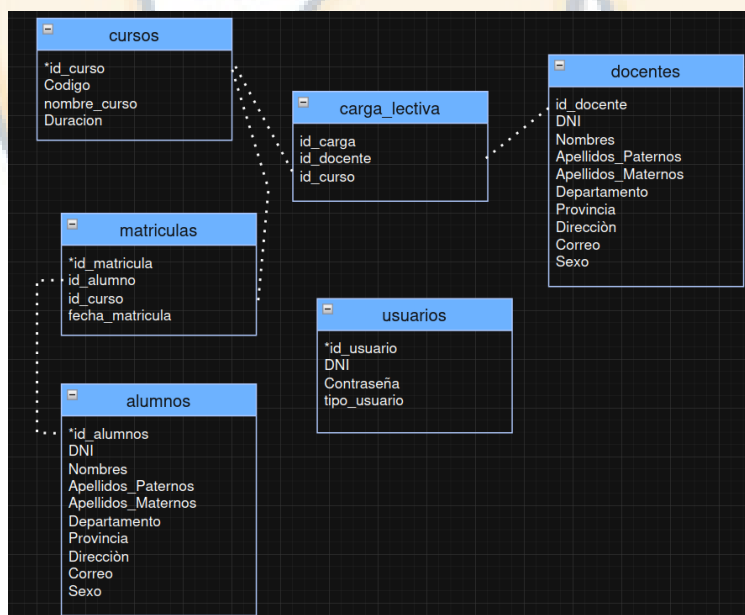 cursos
*id_curso
Codigo
nombre_curso
Duracion
carga_lectiva
id_carga
id_docente
id_curso
docentes
id_docente
DNI
Nombres
Apellidos_Paternos
Apellidos_Maternos
Departamento
Provincia
Direcciòn
Correo
Sexo
matriculas
*id_matricula
id_alumno
id_curso
fecha_matricula
usuarios
*id_usuario
DNI
Contraseña
tipo_usuario
alumnos
*id_alumnos
DNI
Nombres
Apellidos_Paternos
Apellidos_Maternos
Departamento
Provincia
Direcciòn
Correo
Sexo